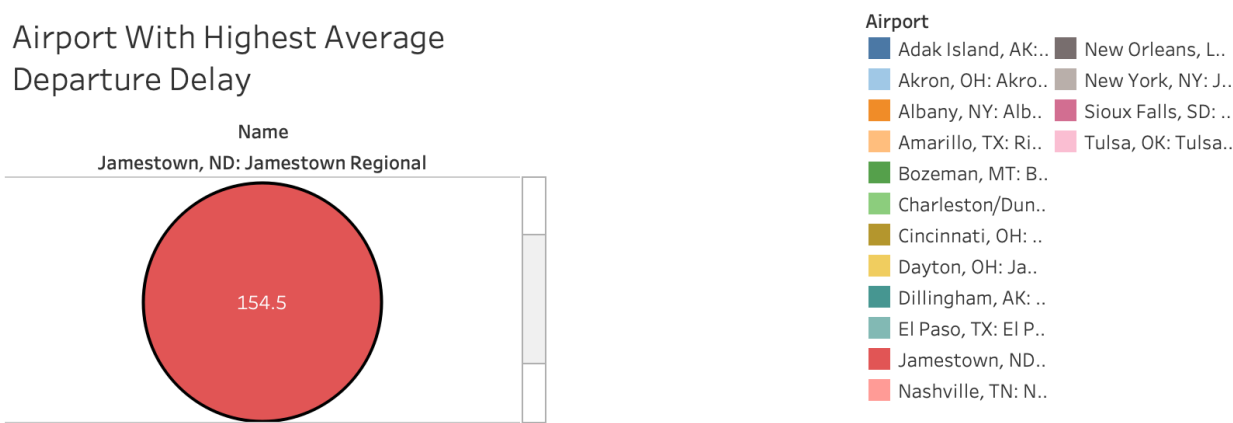 Airport With Highest Average
Departure Delay
Name
Jamestown, ND: Jamestown Regional
154.5
Airport
Adak Island, AK:..
Akron, OH: Akro..
Albany, NY: Alb..
Amarillo, TX: Ri..
Bozeman, MT: B..
Charleston/Dun..
Cincinnati, OH: ..
Dayton, OH: Ja..
Dillingham, AK: ..
El Paso, TX: El P..
Jamestown, ND..
Nashville, TN: N..
New Orleans, L..
New York, NY: J..
Sioux Falls, SD: ..
Tulsa, OK: Tulsa..